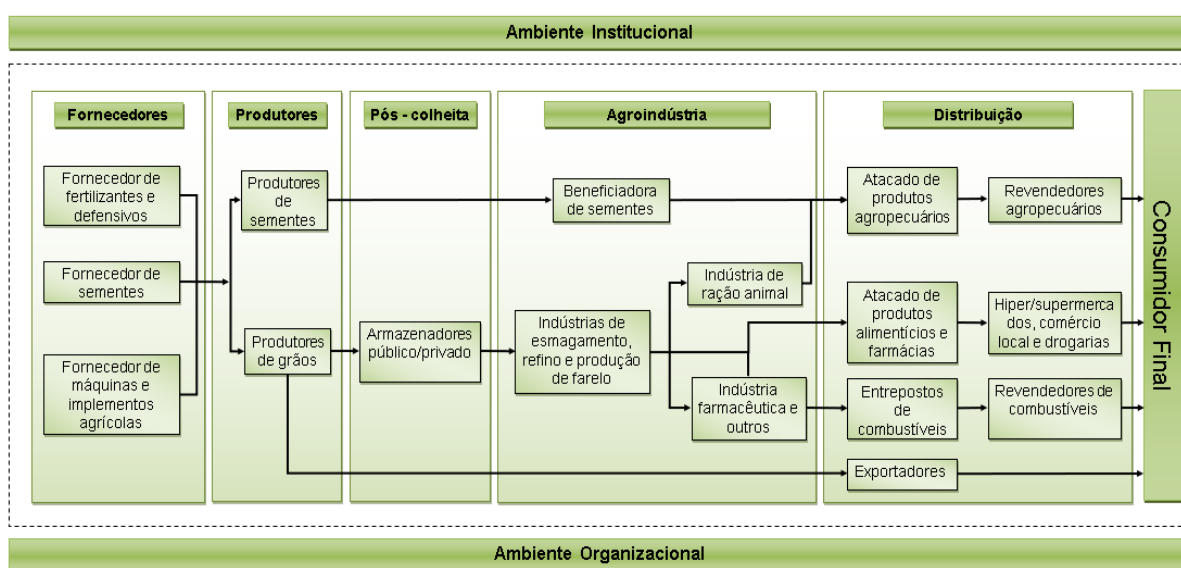 Ambiente Institucional
Fornecedores
Produtores
Pós - colheita
Agroindústria
Distribuição
Fornecedor de
fertilizantes e
defensivos
Fornecedor de
sementes
Fornecedor de
máquinas e
implementos
agrícolas
Produtores
de
sementes
Produtores
de grãos
Armazenadores
público/privado
Beneficiadora
de sementes
Indústria de
ração animal
Indústrias de
esmagamento,
refino e produção
de farelo
Indústria
farmacêutica e
outros
Atacado de
produtos
agropecuários
Revendedores
agropecuários
Atacado de
produtos
alimentícios e
farmácias
Hiper/supermerca
dos, comércio
local e drogarias
Entrepostos
de
combustíveis
Revendedores de
combustíveis
Exportadores
Consumidor Final
Ambiente Organizacional